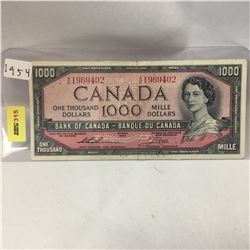 1954
315
1000
1000
A/K 1969402
A/K 1969402
CANADA
ONE THOUSAND DOLLARS
1000
MILLE DOLLARS
BANK OF CANADA - BANQUE DU CANADA
ONE THOUSAND
MILLE